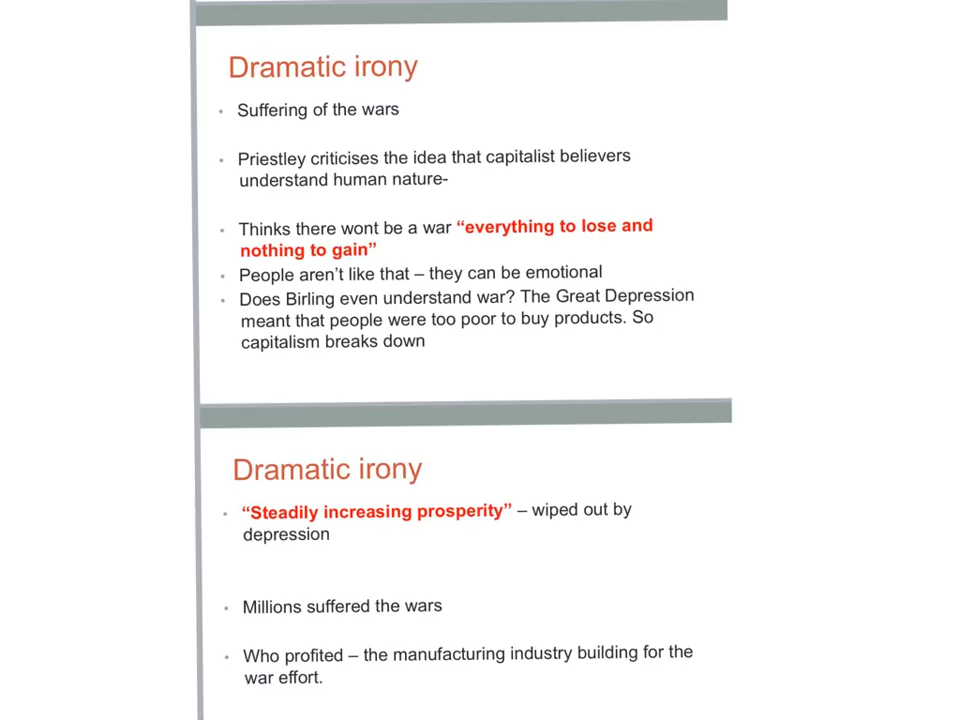 Dramatic irony
• Suffering of the wars
• Priestley criticises the idea that capitalist believers
understand human nature-
• Thinks there wont be a war “everything to lose and
nothing to gain”
• People aren’t like that – they can be emotional
• Does Birling even understand war? The Great Depression
meant that people were too poor to buy products. So
capitalism breaks down
Dramatic irony
• “Steadily increasing prosperity” – wiped out by
depression
• Millions suffered the wars
• Who profited – the manufacturing industry building for the
war effort.